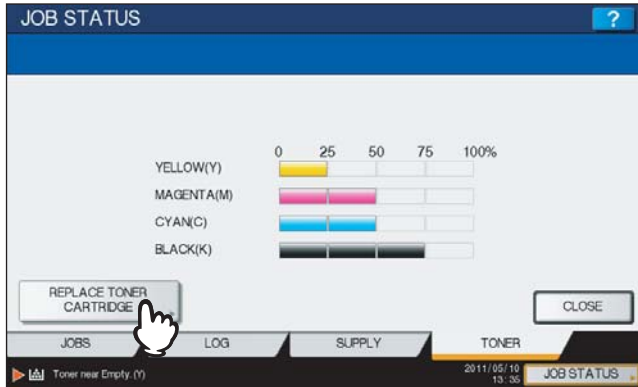 JOB STATUS
?
0 25 50 75 100%
YELLOW(Y)
MAGENTA(M)
CYAN(C)
BLACK(K)
REPLACE TONER
CARTRIDGE
CLOSE
JOBS LOG SUPPLY TONER
Toner near Empty. (Y)
2011/05/10
13:35
JOB STATUS